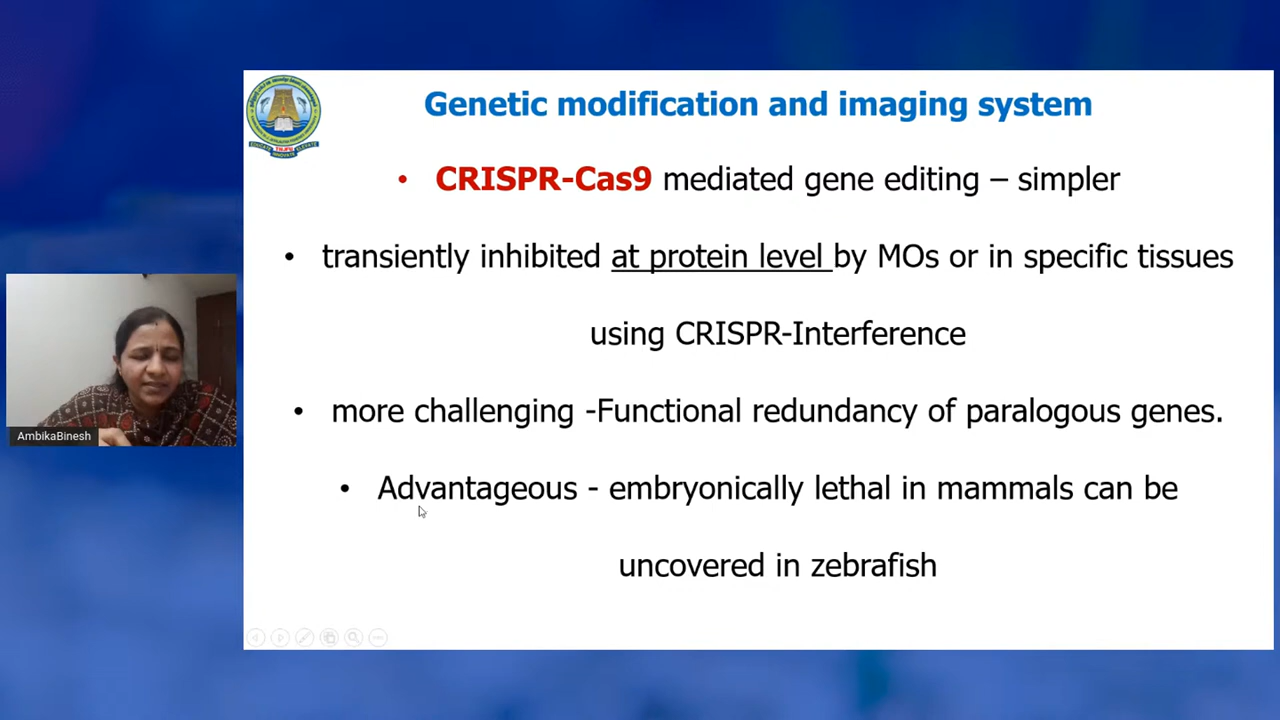 Genetic modification and imaging system
• CRISPR-Cas9 mediated gene editing – simpler
• transiently inhibited at protein level by MOs or in specific tissues
using CRISPR-Interference
• more challenging -Functional redundancy of paralogous genes.
• Advantageous - embryonically lethal in mammals can be
uncovered in zebrafish
AmbikaBinesh